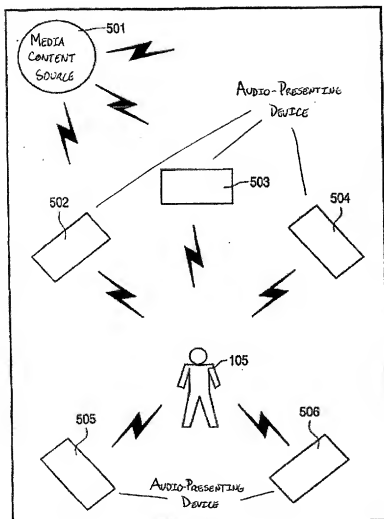 501
MEDIA
CONTENT
SOURCE
AUDIO-PRESENTING
DEVICE
502
503
504
105
505
506
AUDIO-PRESENTING
DEVICE